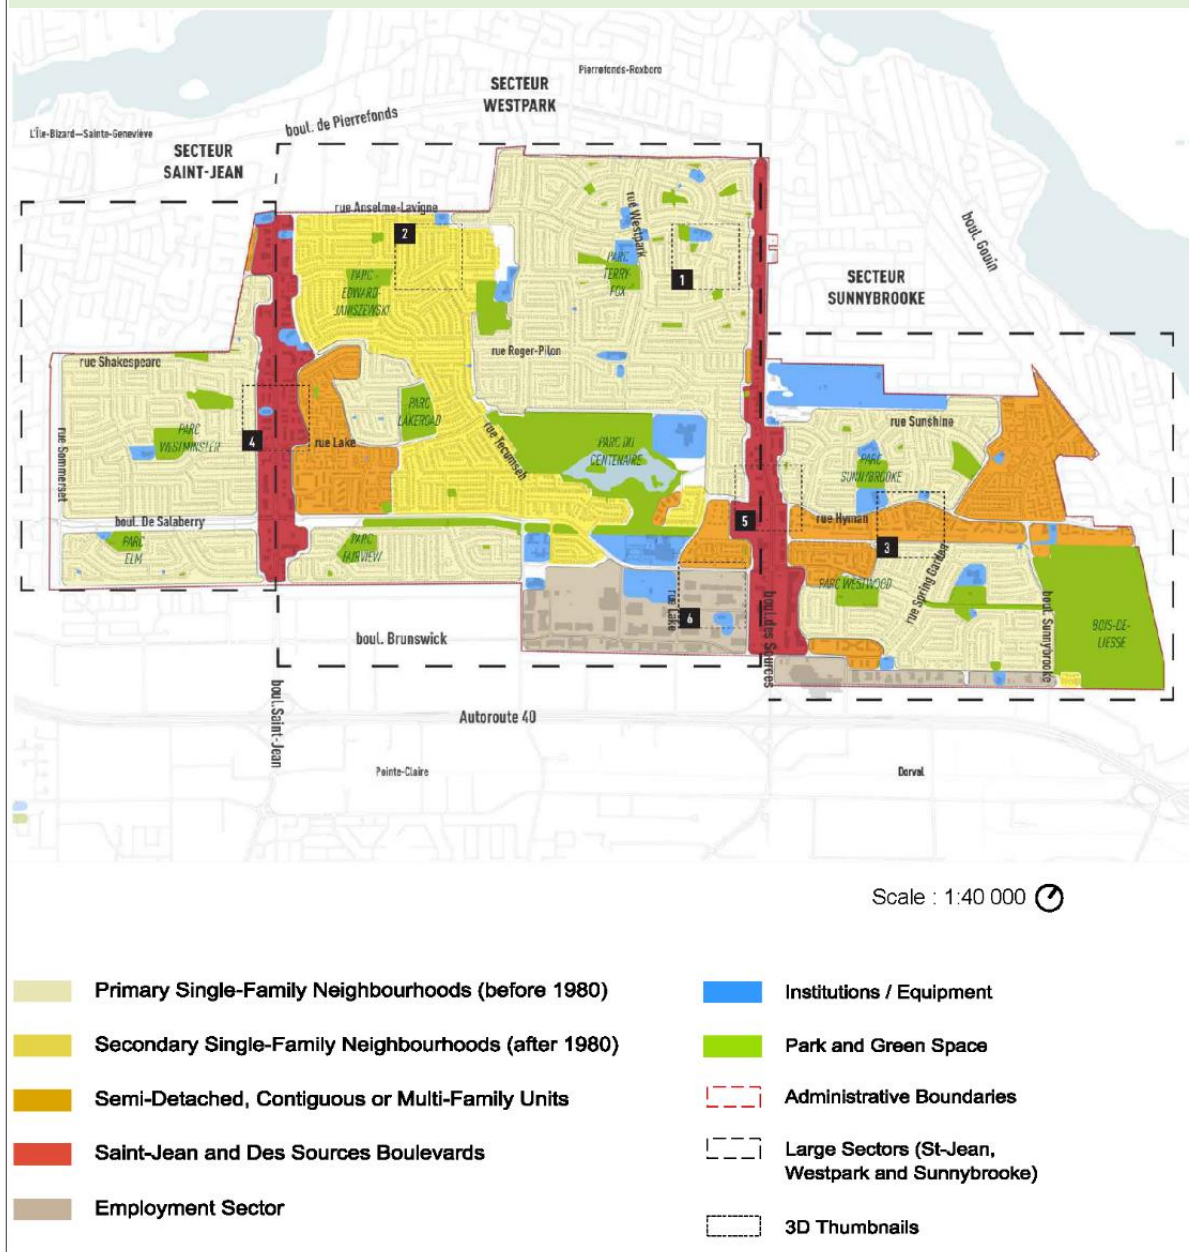 Pierrefonds-Roxboro
SECTEUR
WESTPARK
boul. de Pierrefonds
L'Île-Bizard—Sainte-Geneviève
SECTEUR
SAINT-JEAN
rue Anselme-Lavigne
rue Westpark
boul. Gouin
2
1
PARC
TERRY-
FOX
PARC -
EDWARD-
JANISZEWSKI
SECTEUR
SUNNYBROOKE
rue Roger-Pilon
rue Shakespeare
PARC
LAKEROAD
rue Sunshine
rue Sommerset
PARC
WESTMINSTER
4
rue Lake
rue Tecumseh
PARC DU
CENTENAIRE
PARC
SUNNYBROOKE
boul. De Salaberry
5
rue Hyman
3
PARC
ELM
PARC
FAIRVIEW
PARC WESTWOOD
rue Spring Garden
rue Lake
6
boul. des Sources
boul. Sunnybrooke
BOIS-DE-
LIESSE
boul. Brunswick
boul. Saint-Jean
Autoroute 40
Pointe-Claire
Dorval
Scale : 1:40 000
Primary Single-Family Neighbourhoods (before 1980)
Secondary Single-Family Neighbourhoods (after 1980)
Semi-Detached, Contiguous or Multi-Family Units
Saint-Jean and Des Sources Boulevards
Employment Sector
Institutions / Equipment
Park and Green Space
Administrative Boundaries
Large Sectors (St-Jean,
Westpark and Sunnybrooke)
3D Thumbnails